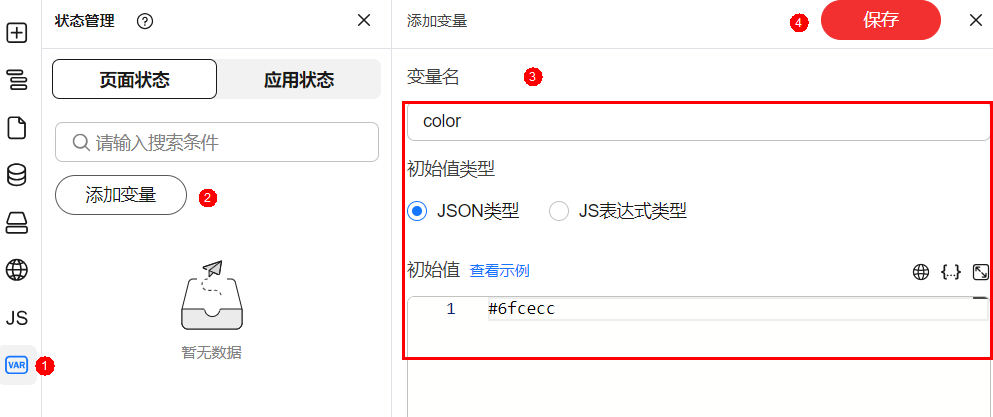 状态管理
页面状态 应用状态
请输入搜索条件
添加变量 2
暂无数据
JS
VAR 1
添加变量 4 保存
变量名 3
color
初始值类型
JSON类型 JS表达式类型
初始值 查看示例 {..}
1 #6fcecc